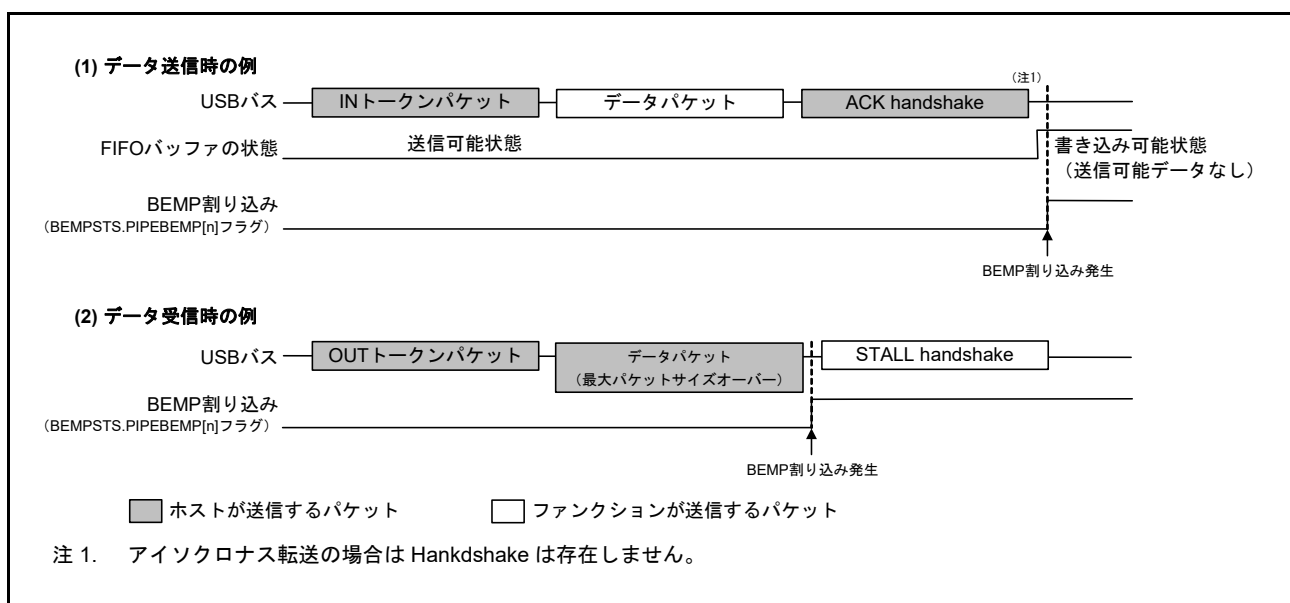 (1) データ送信時の例
(注1)
USBバス
INトークンパケット
データパケット
ACK handshake
FIFOバッファの状態
送信可能状態
書き込み可能状態
(送信可能データなし)
BEMP割り込み
(BEMPSTS.PIPEBEMP[n]フラグ)
BEMP割り込み発生
(2) データ受信時の例
USBバス
OUTトークンパケット
データパケット
(最大パケットサイズオーバー)
STALL handshake
BEMP割り込み
(BEMPSTS.PIPEBEMP[n]フラグ)
BEMP割り込み発生
ホストが送信するパケット
ファンクションが送信するパケット
注 1. アイソクロナス転送の場合は Hankdshake は存在しません。